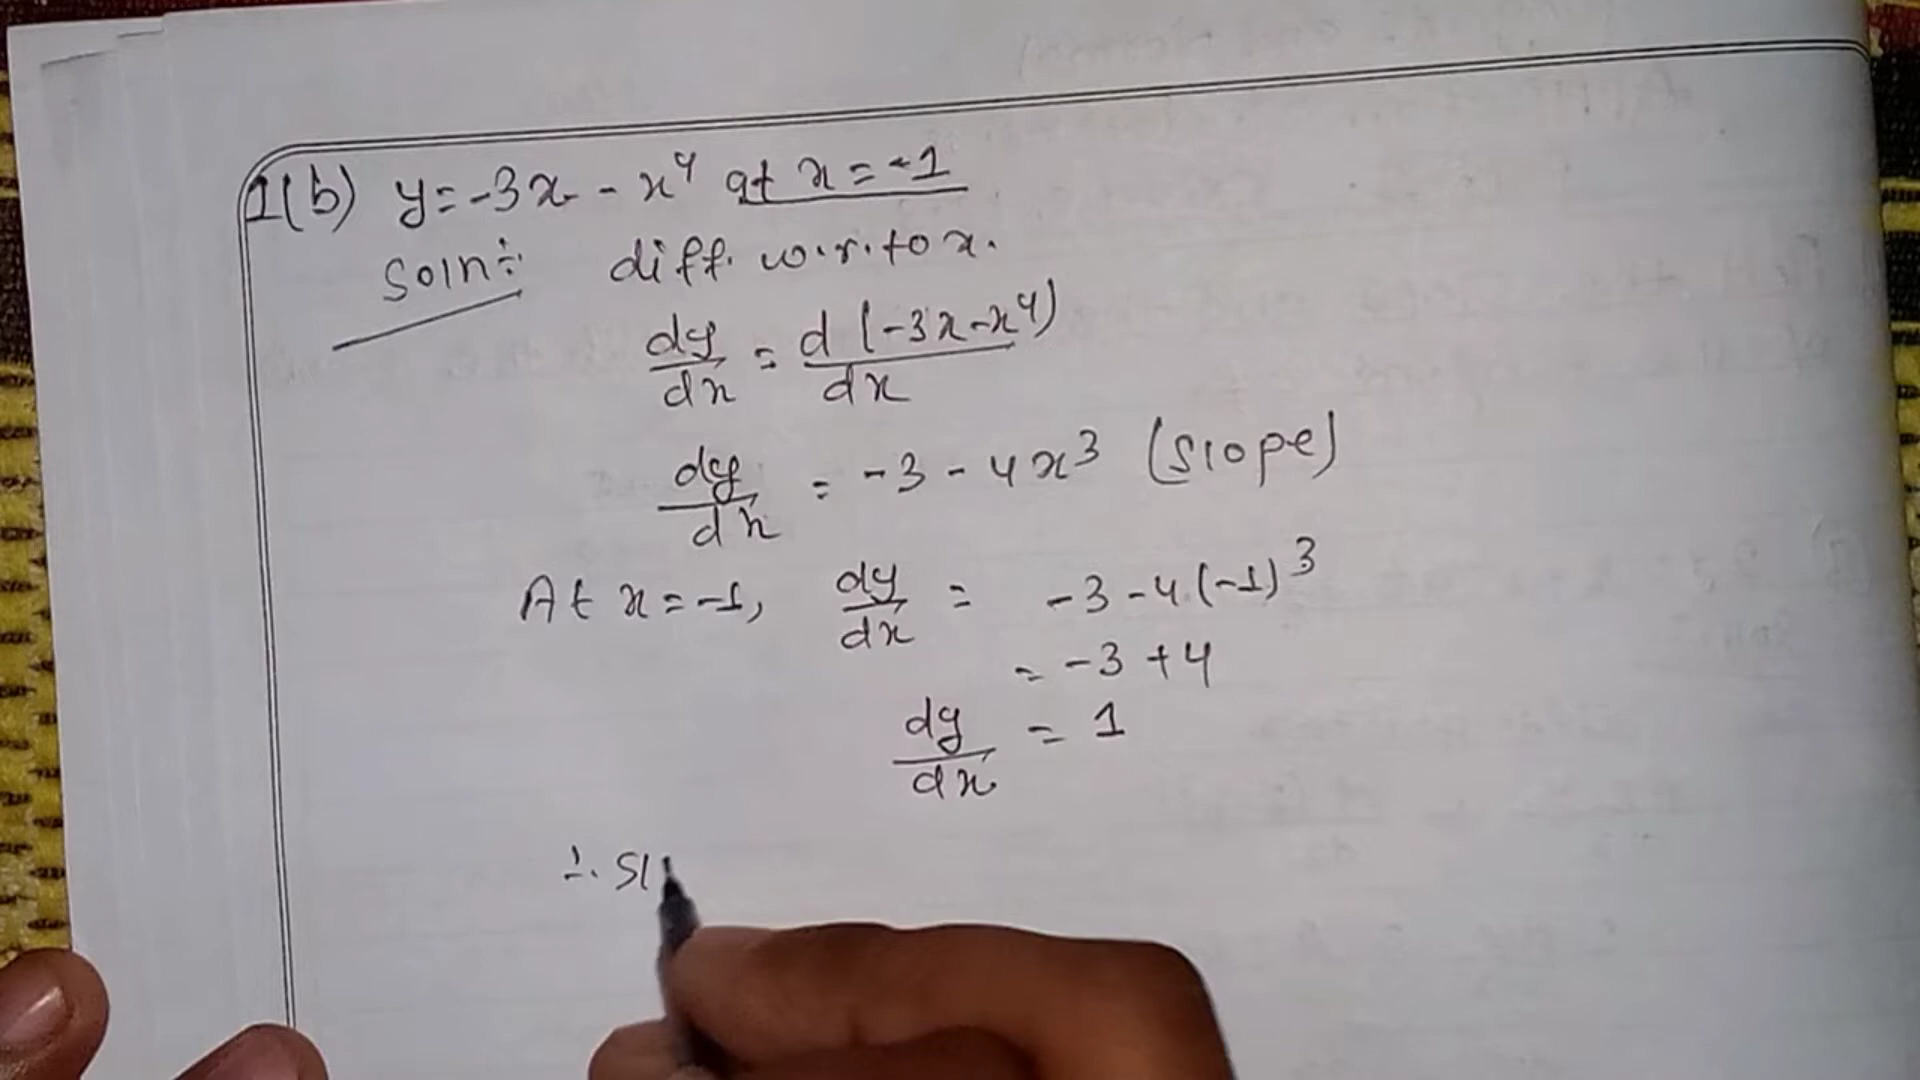 1(b) y = -3x - x⁴ at x = -1
Soln÷ diff. w.r.to x.
dy/dx = d(-3x-x⁴)/dx
dy/dx = -3 - 4x³ (slope)
At x = -1, dy/dx = -3 - 4.(-1)³
= -3 + 4
dy/dx = 1
∴ Sl